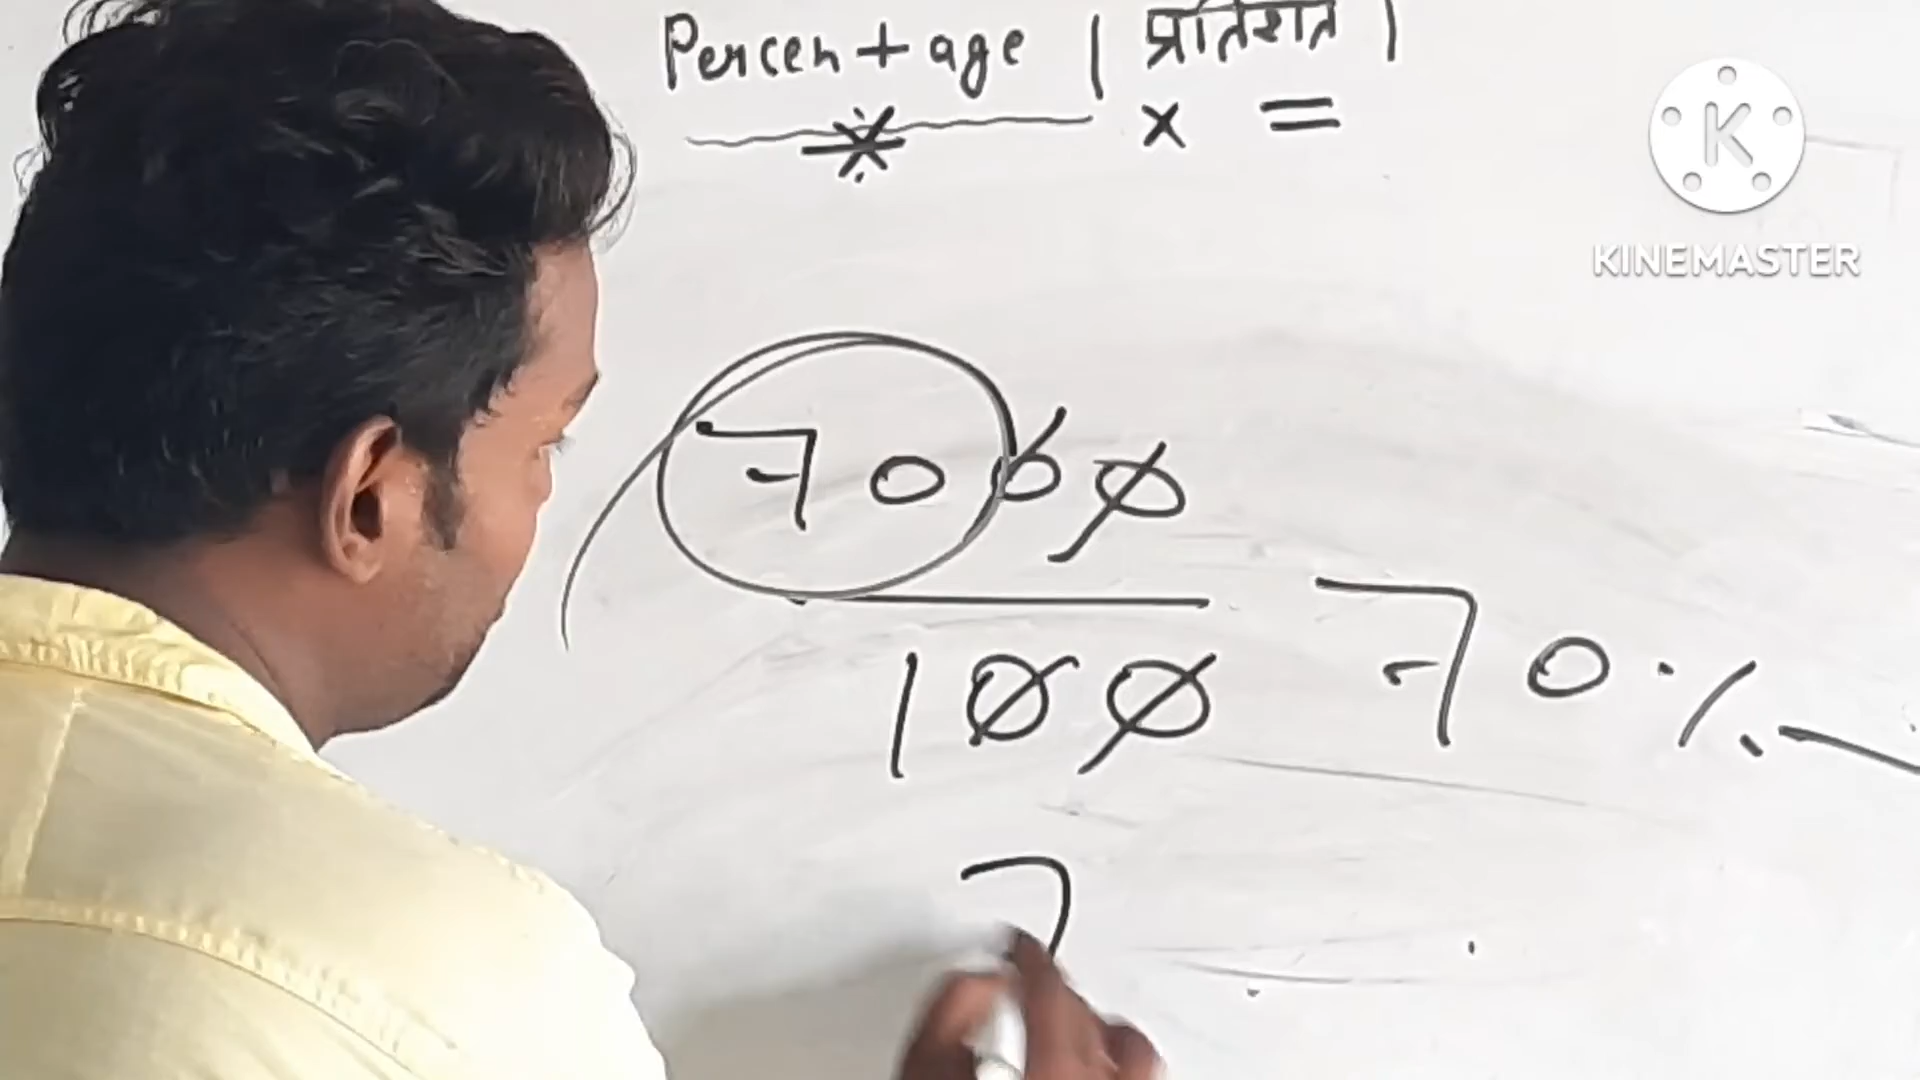 Percentage | प्रतिशत |
× =
K
KINEMASTER
7000
100
70%
7